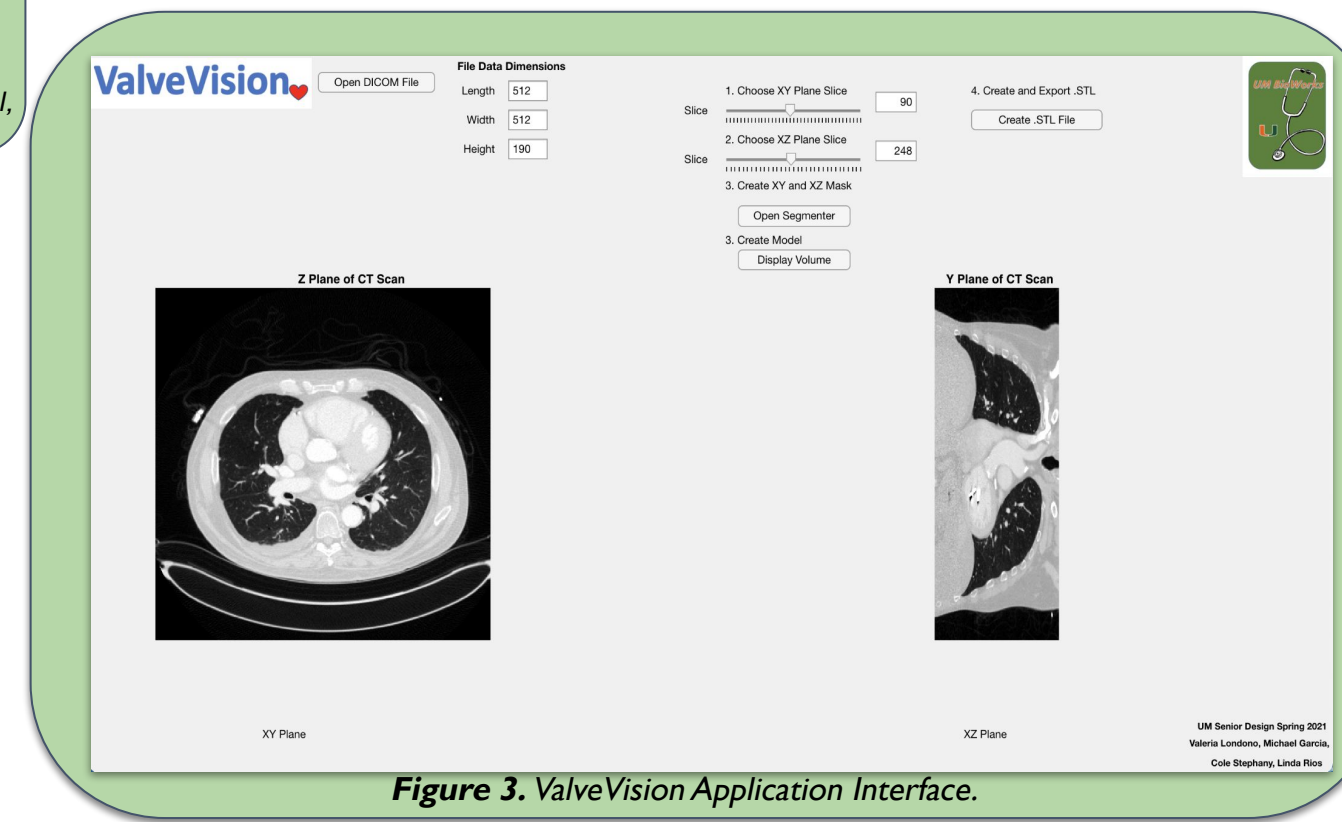 l,
ValveVision
Open DICOM File
File Data Dimensions
Length 512
Width 512
Height 190
1. Choose XY Plane Slice
Slice 90
2. Choose XZ Plane Slice
Slice 248
3. Create XY and XZ Mask
Open Segmenter
3. Create Model
Display Volume
4. Create and Export .STL
Create .STL File
UM BioWorks
U
Z Plane of CT Scan
Y Plane of CT Scan
XY Plane
XZ Plane
UM Senior Design Spring 2021
Valeria Londono, Michael Garcia,
Cole Stephany, Linda Rios
Figure 3. ValveVision Application Interface.